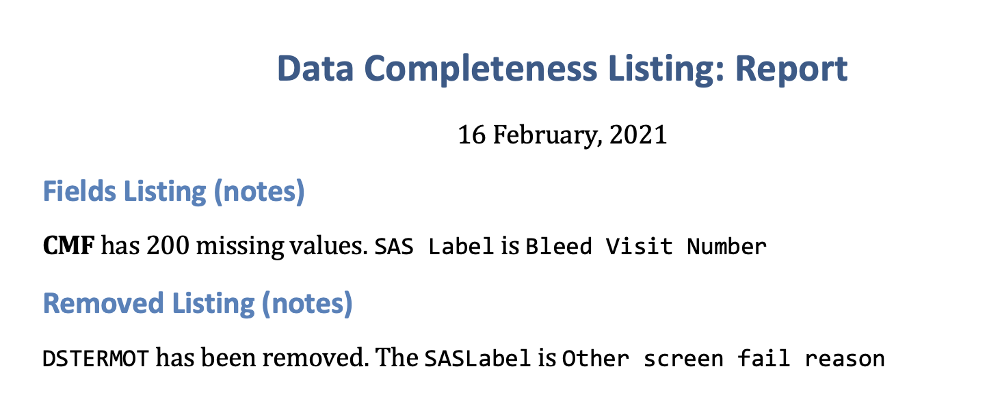 Data Completeness Listing: Report
16 February, 2021
Fields Listing (notes)
CMF has 200 missing values. SAS Label is Bleed Visit Number
Removed Listing (notes)
DSTERMOT has been removed. The SASLabel is Other screen fail reason